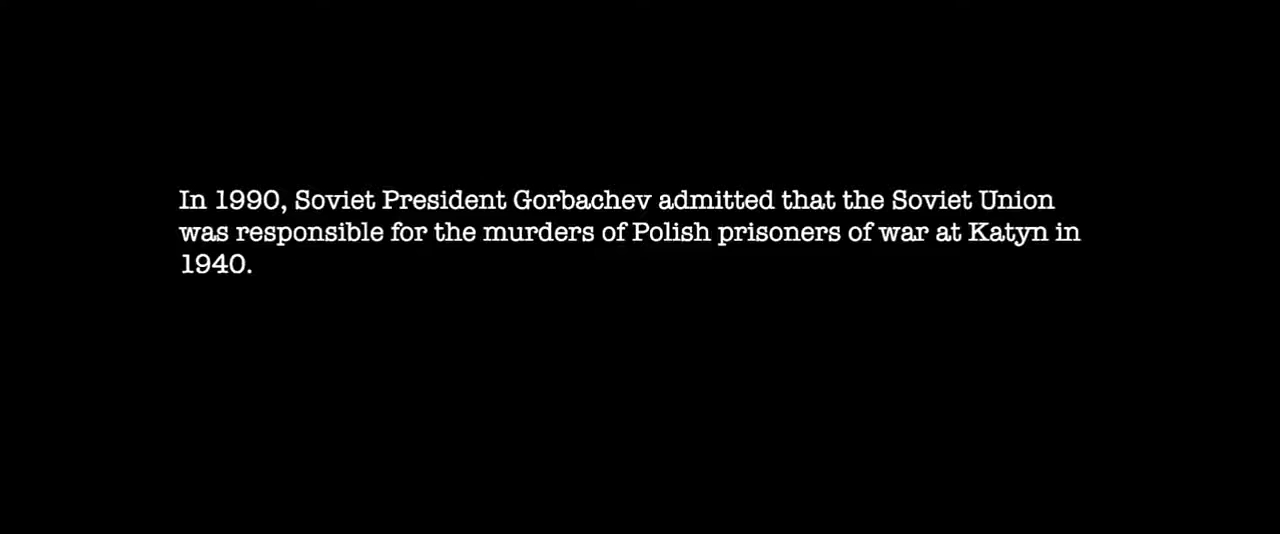 In 1990, Soviet President Gorbachev admitted that the Soviet Union
was responsible for the murders of Polish prisoners of war at Katyn in
1940.